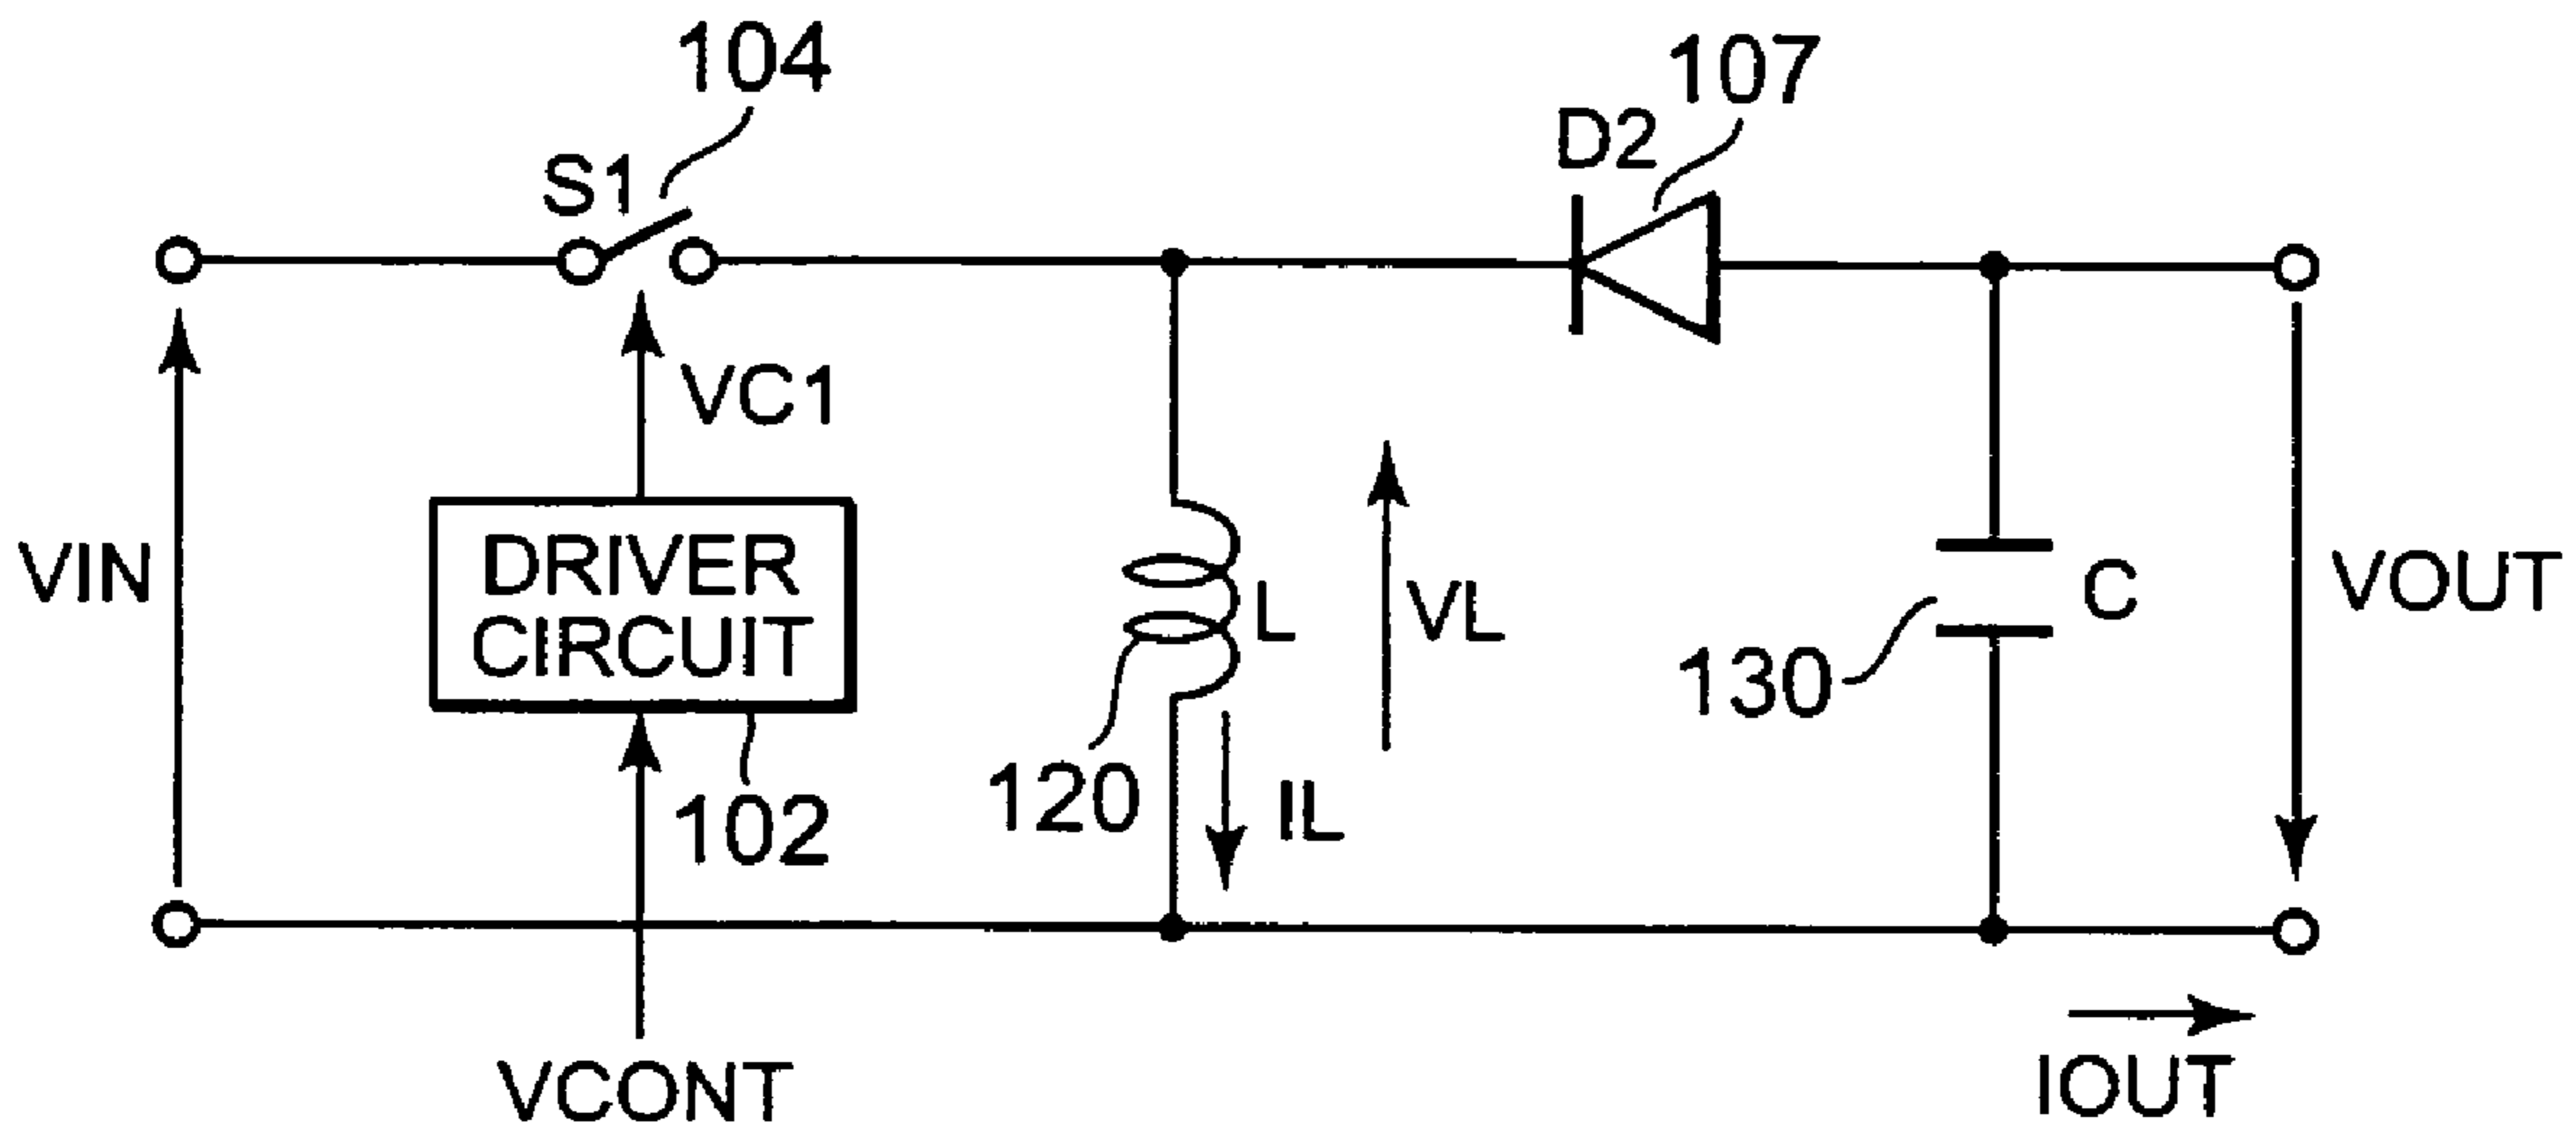 104
107
D2
S1
VC1
VIN
DRIVER
CIRCUIT
L
VL
C
VOUT
130
120
IL
102
VCONT
IOUT